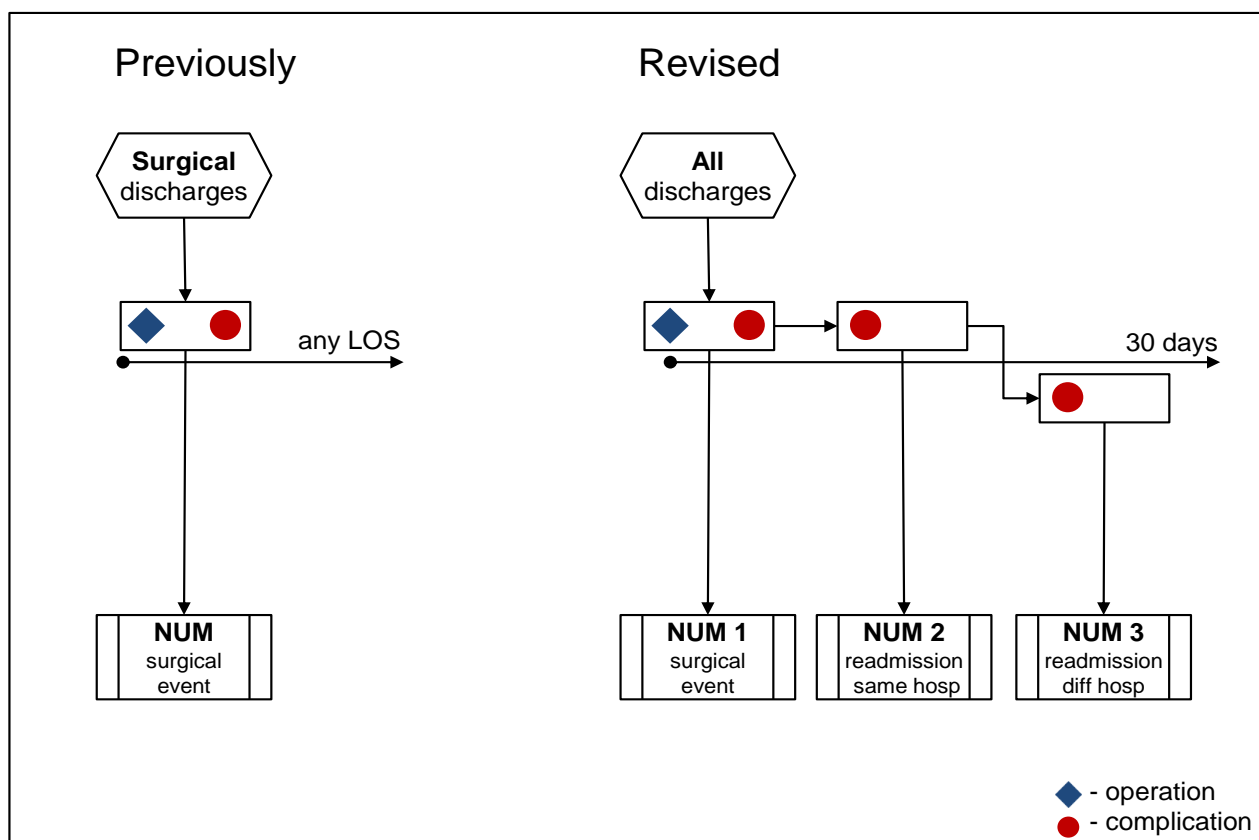 Previously
Surgical
discharges
any LOS
NUM
surgical
event
Revised
All
discharges
30 days
NUM 1
surgical
event
NUM 2
readmission
same hosp
NUM 3
readmission
diff hosp
- operation
- complication